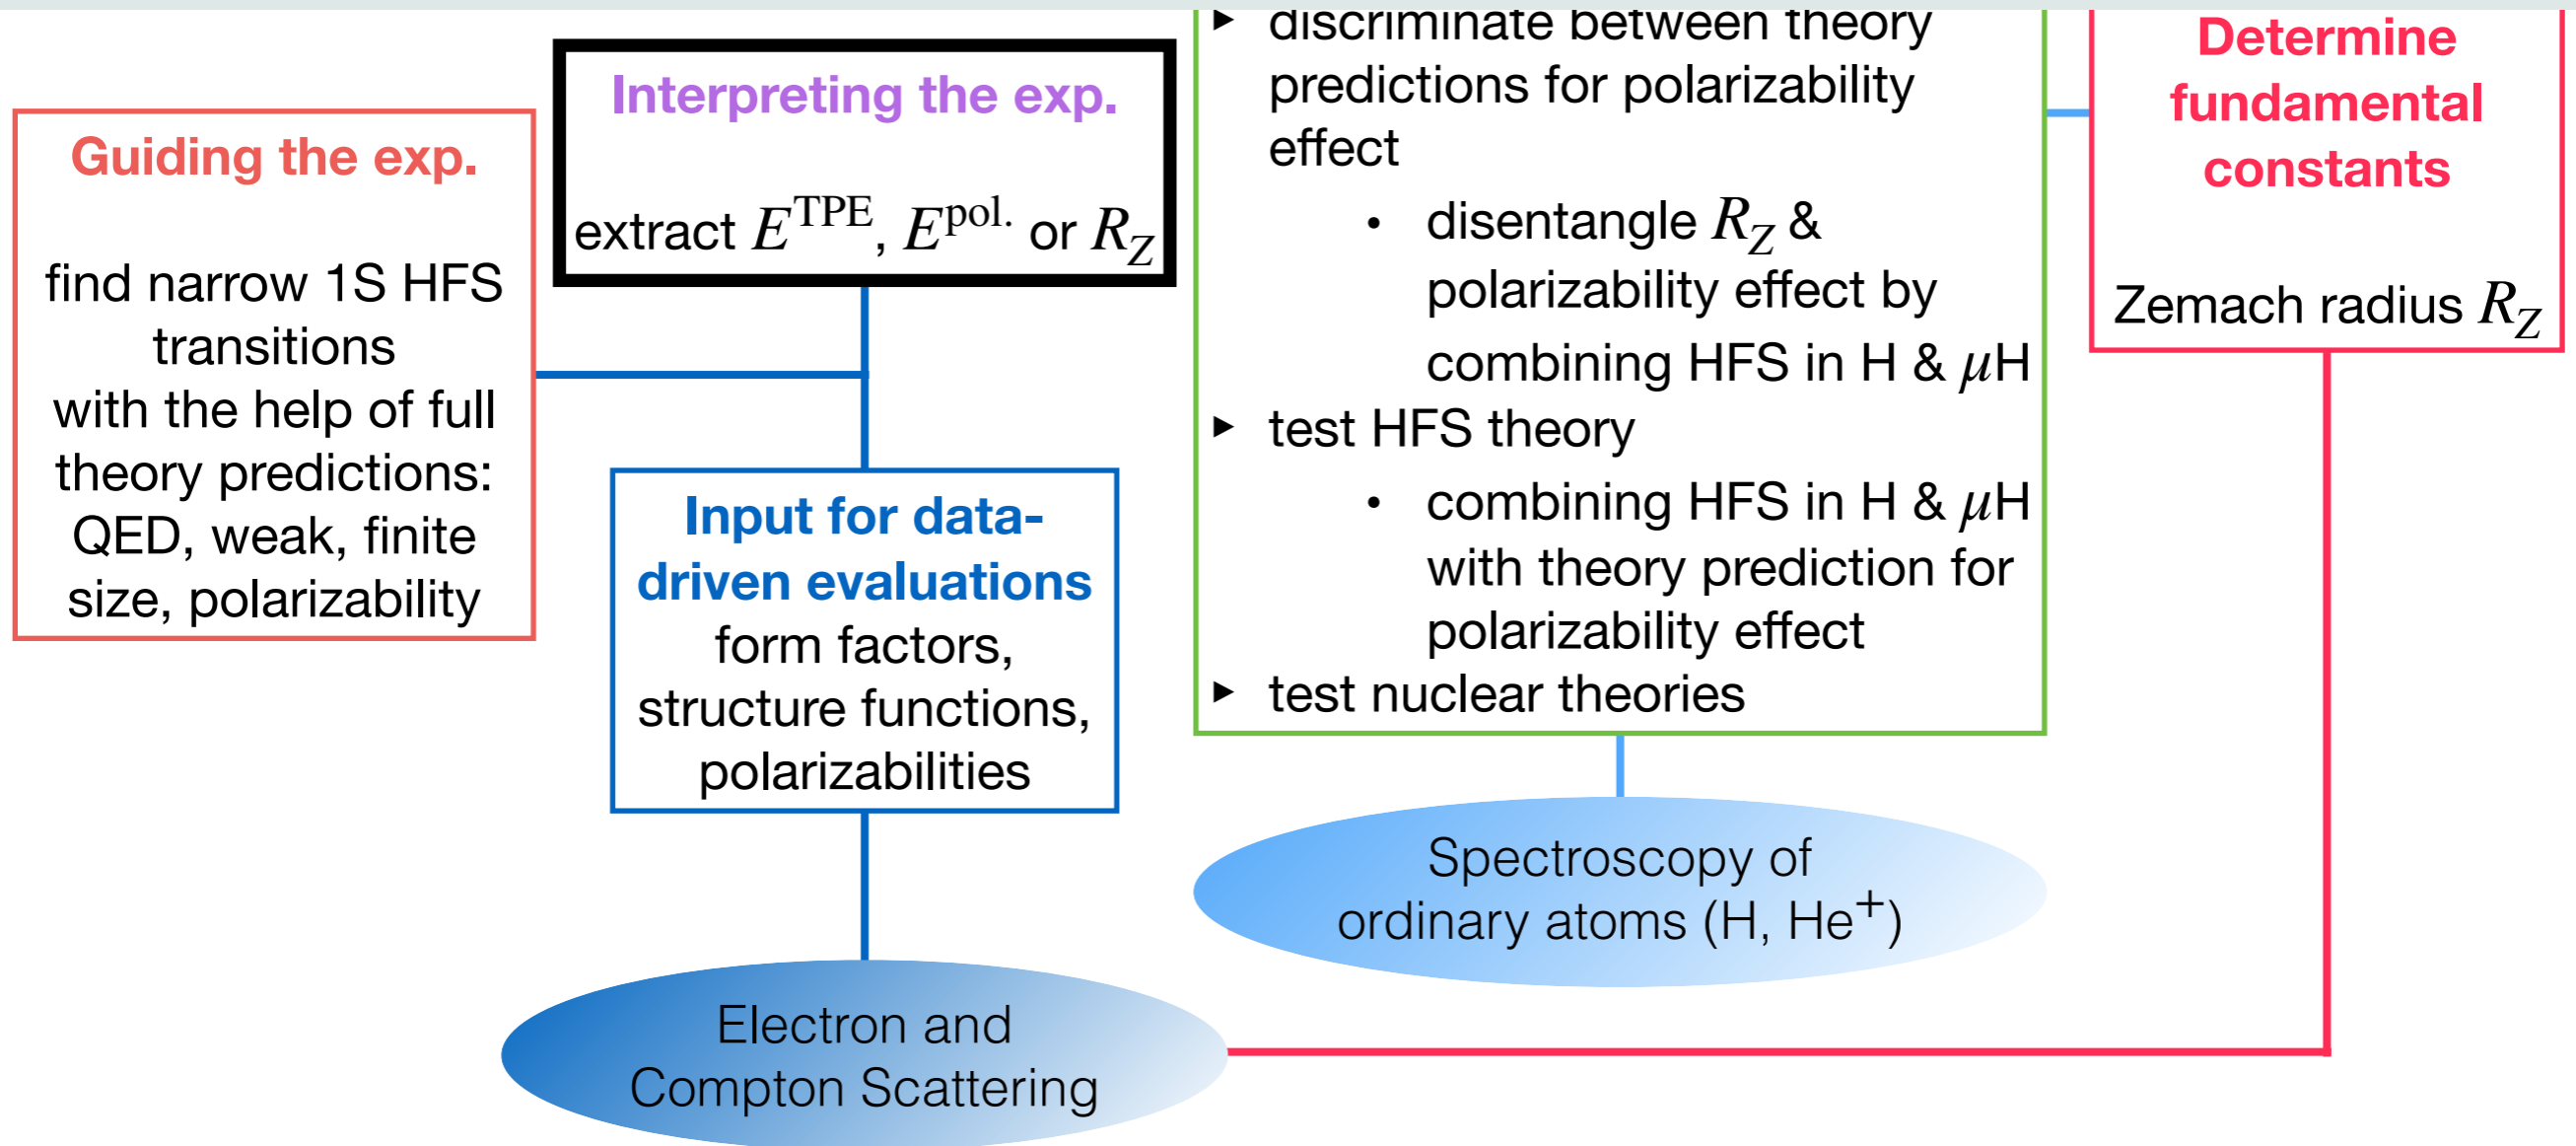 Guiding the exp.
find narrow 1S HFS
transitions
with the help of full
theory predictions:
QED, weak, finite
size, polarizability
Interpreting the exp.
extract E^TPE, E^pol. or R_Z
Input for data-
driven evaluations
form factors,
structure functions,
polarizabilities
Electron and
Compton Scattering
▸ discriminate between theory
predictions for polarizability
effect
• disentangle R_Z &
polarizability effect by
combining HFS in H & μH
▸ test HFS theory
• combining HFS in H & μH
with theory prediction for
polarizability effect
▸ test nuclear theories
Spectroscopy of
ordinary atoms (H, He⁺)
Determine
fundamental
constants
Zemach radius R_Z